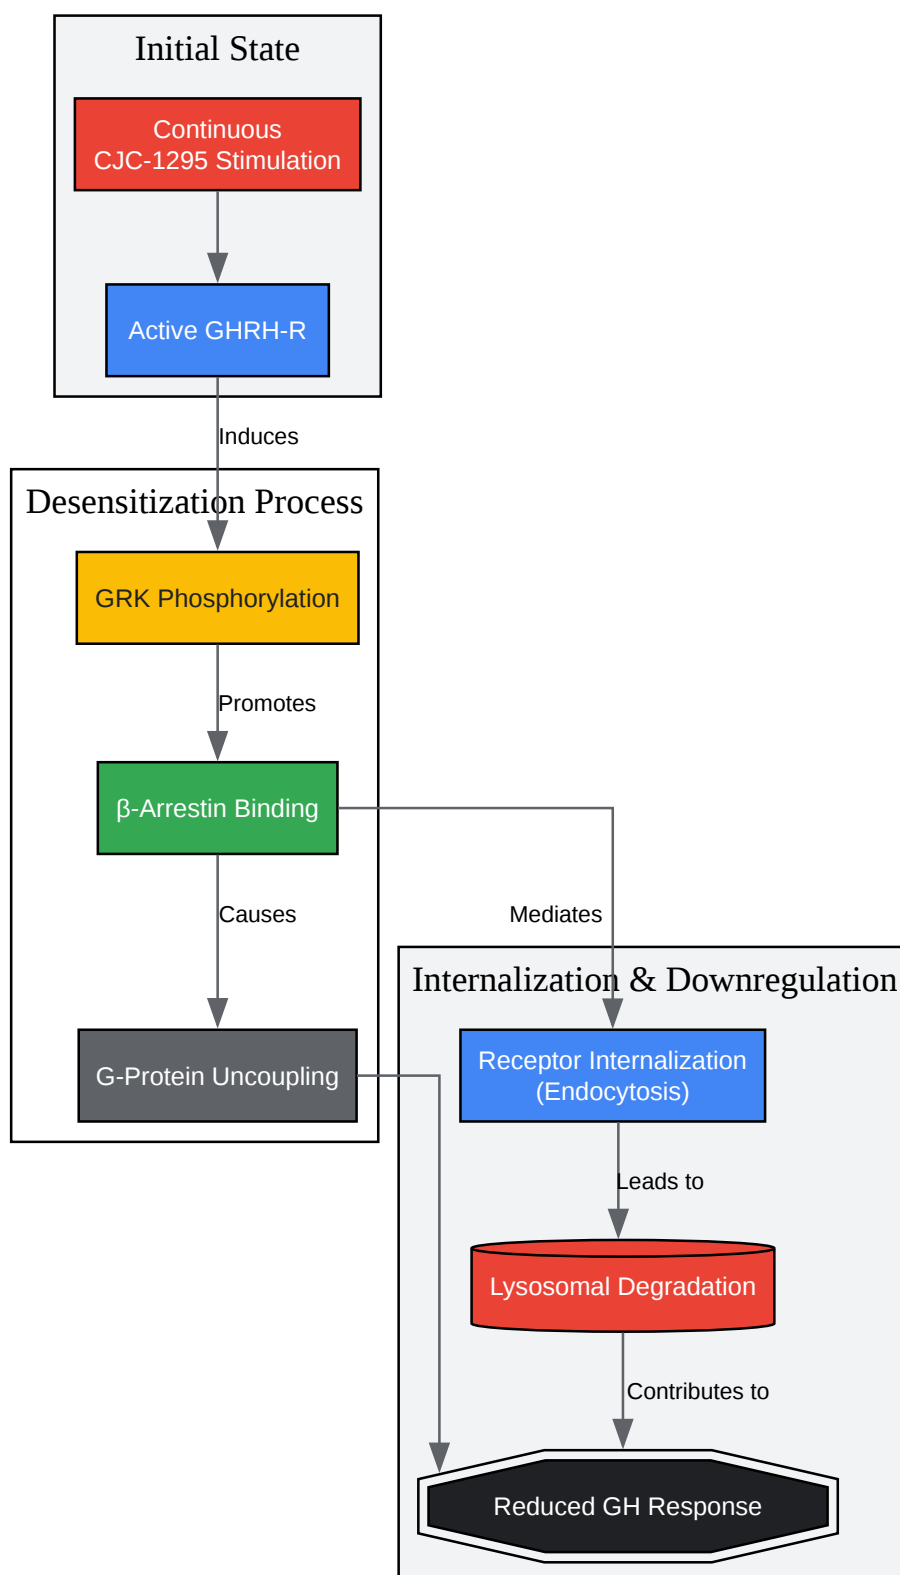 Initial State
Continuous
CJC-1295 Stimulation
Active GHRH-R
Induces
Desensitization Process
GRK Phosphorylation
Promotes
β-Arrestin Binding
Causes
Mediates
Internalization & Downregulation
G-Protein Uncoupling
Receptor Internalization
(Endocytosis)
Leads to
Lysosomal Degradation
Contributes to
Reduced GH Response